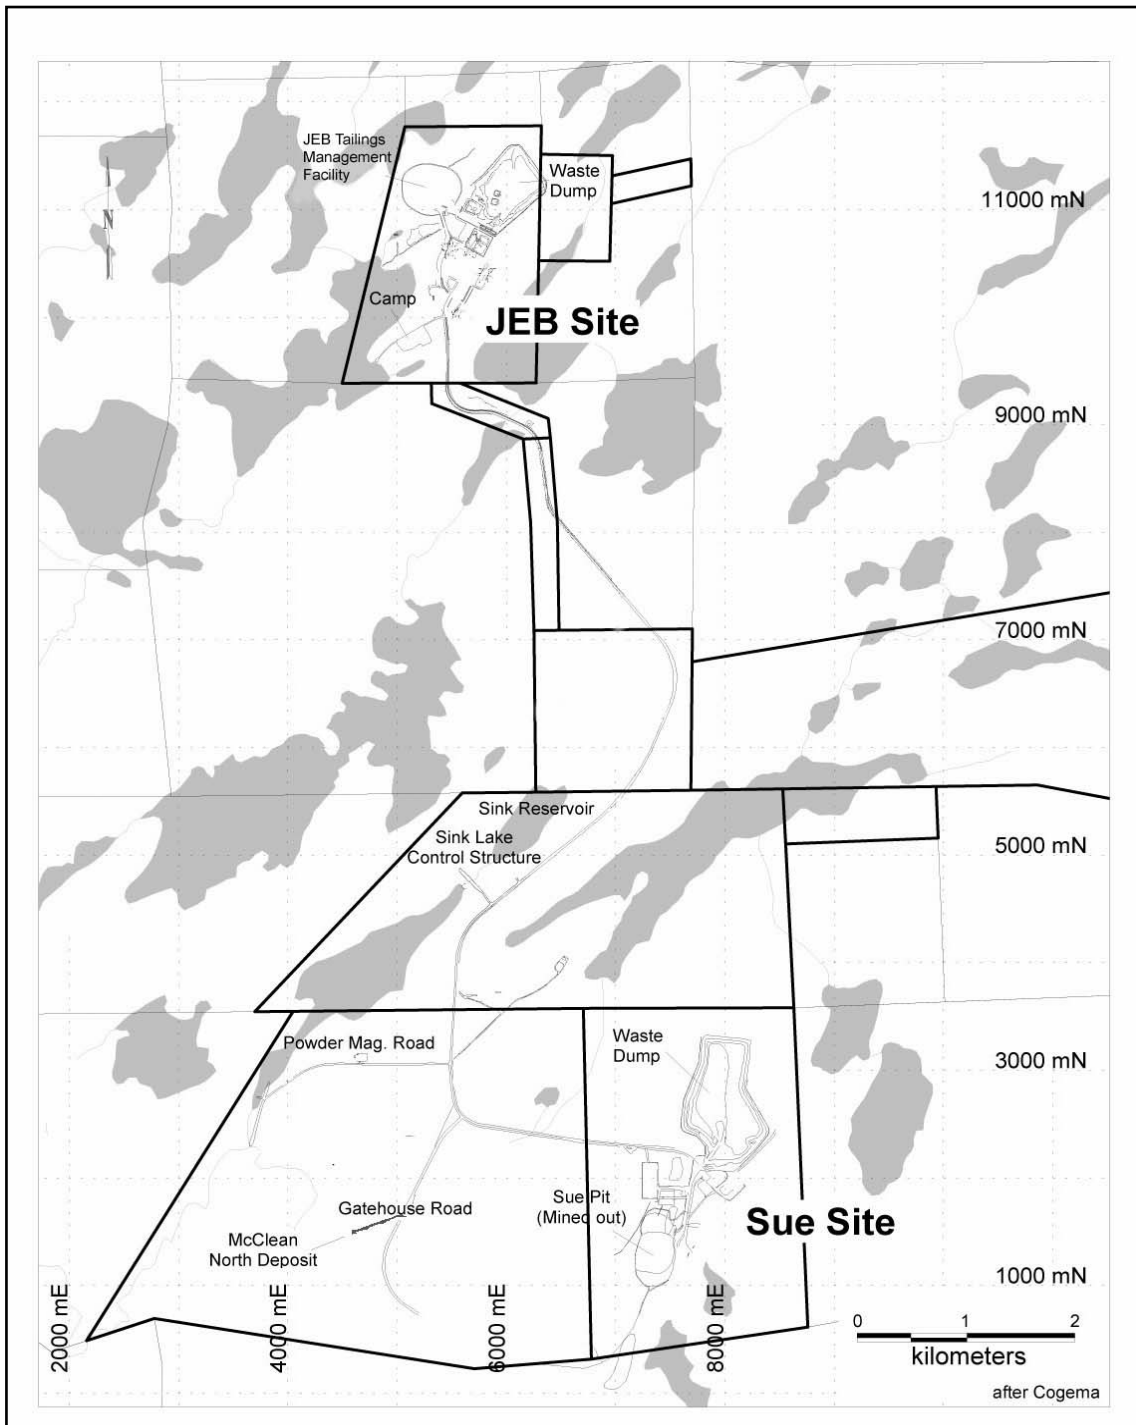 JEB Tailings
Management
Facility
Waste
Dump
11000 mN
N
Camp
JEB Site
9000 mN
7000 mN
Sink Reservoir
Sink Lake
Control Structure
5000 mN
Powder Mag. Road
Waste
Dump
3000 mN
Sue Pit
(Mined out)
Gatehouse Road
Sue Site
McClean
North Deposit
1000 mN
2000 mE
4000 mE
6000 mE
8000 mE
0 1 2
kilometers
after Cogema